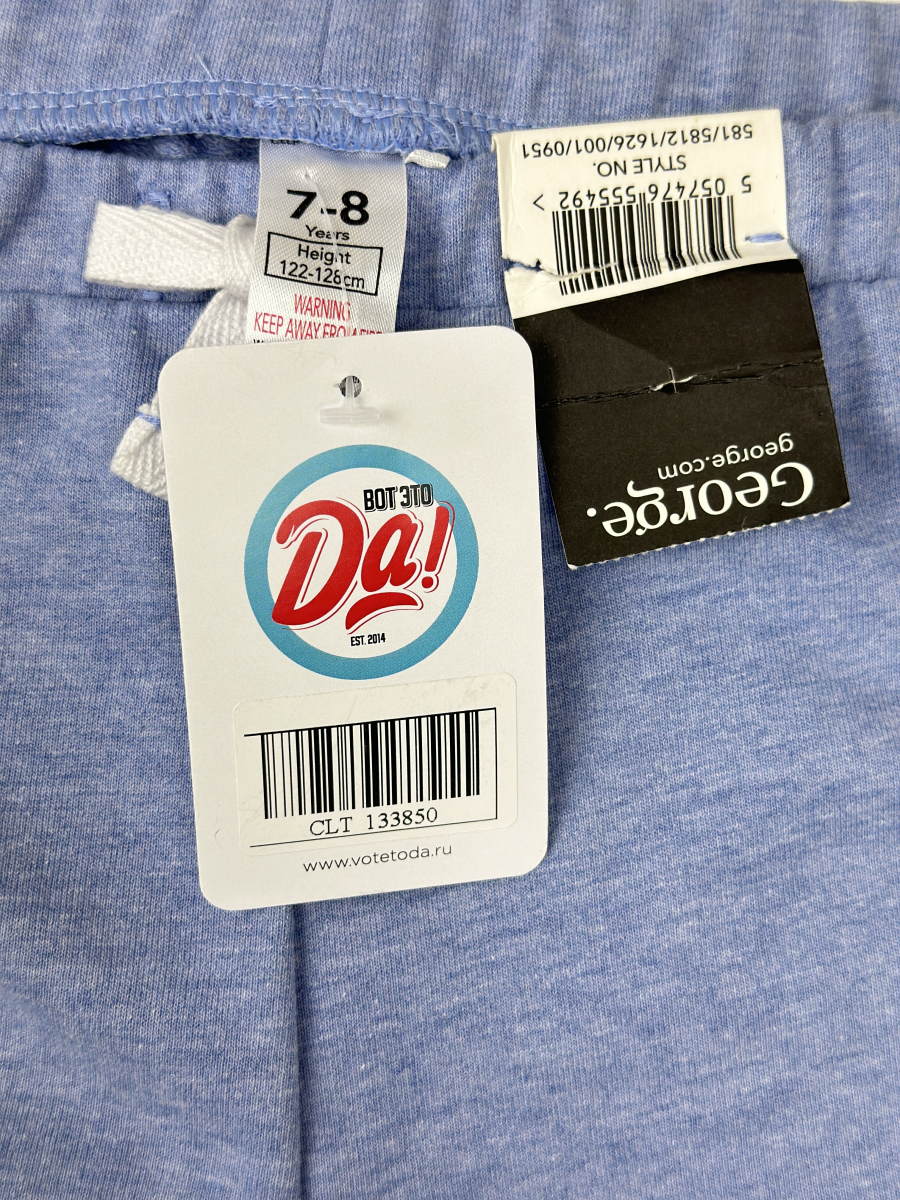 7-8
Years
Height
122-128cm
WARNING
KEEP AWAY FROM FIRE
581/5812/1626/001/0951
STYLE NO.
5 057476 555492 >
George.
george.com
ВОТ ЭТО
Да!
EST. 2014
CLT 133850
www.votetoda.ru